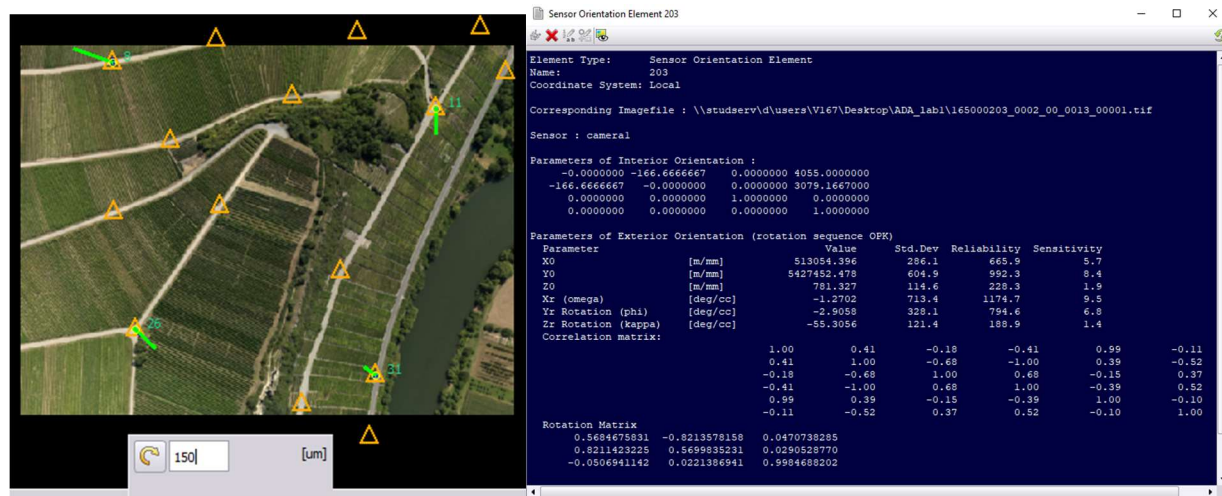 8
11
26
31
150
[um]
Sensor Orientation Element 203
Element Type: Sensor Orientation Element
Name: 203
Coordinate System: Local
Corresponding Imagefile : \\studserv\d\users\V167\Desktop\ADA_lab1\165000203_0002_00_0013_00001.tif
Sensor : camera1
Parameters of Interior Orientation :
-0.0000000 -166.6666667 0.0000000 4055.0000000
-166.6666667 -0.0000000 0.0000000 3079.1667000
0.0000000 0.0000000 1.0000000 0.0000000
0.0000000 0.0000000 0.0000000 1.0000000
Parameters of Exterior Orientation (rotation sequence OPK)
Parameter Value Std.Dev Reliability Sensitivity
X0 [m/mm] 513054.396 286.1 665.9 5.7
Y0 [m/mm] 5427452.478 604.9 992.3 8.4
Z0 [m/mm] 781.327 114.6 228.3 1.9
Xr (omega) [deg/cc] -1.2702 713.4 1174.7 9.5
Yr Rotation (phi) [deg/cc] -2.9058 328.1 794.6 6.8
Zr Rotation (kappa) [deg/cc] -55.3056 121.4 188.9 1.4
Correlation matrix:
1.00 0.41 -0.18 -0.41 0.99 -0.11
0.41 1.00 -0.68 -1.00 0.39 -0.52
-0.18 -0.68 1.00 0.68 -0.15 0.37
-0.41 -1.00 0.68 1.00 -0.39 0.52
0.99 0.39 -0.15 -0.39 1.00 -0.10
-0.11 -0.52 0.37 0.52 -0.10 1.00
Rotation Matrix
0.5684675831 -0.8213578158 0.0470738285
0.8211423225 0.5699835231 0.0290528770
-0.0506941142 0.0221386941 0.9984688202